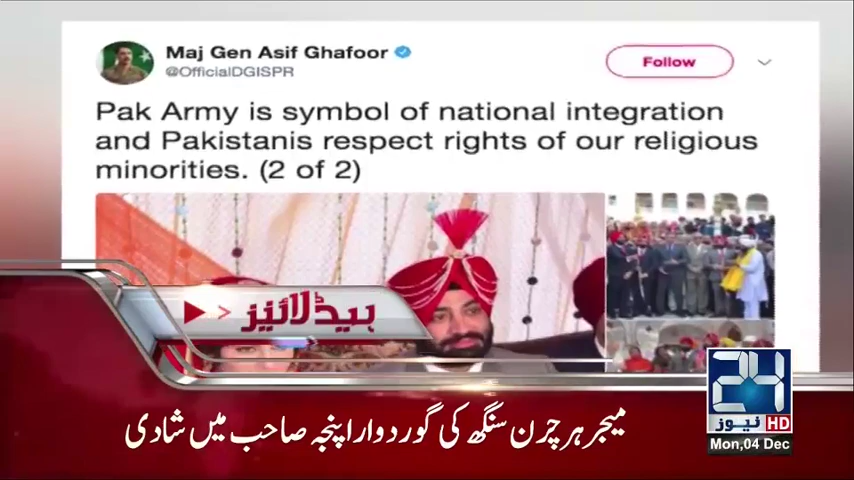 Maj Gen Asif Ghafoor
@OfficialDGISPR
Follow
Pak Army is symbol of national integration
and Pakistanis respect rights of our religious
minorities. (2 of 2)
ہیڈلائنز
میجر ہرچرن سنگھ کی گوردوارا پنجہ صاحب میں شادی
24
نیوز HD
Mon,04 Dec